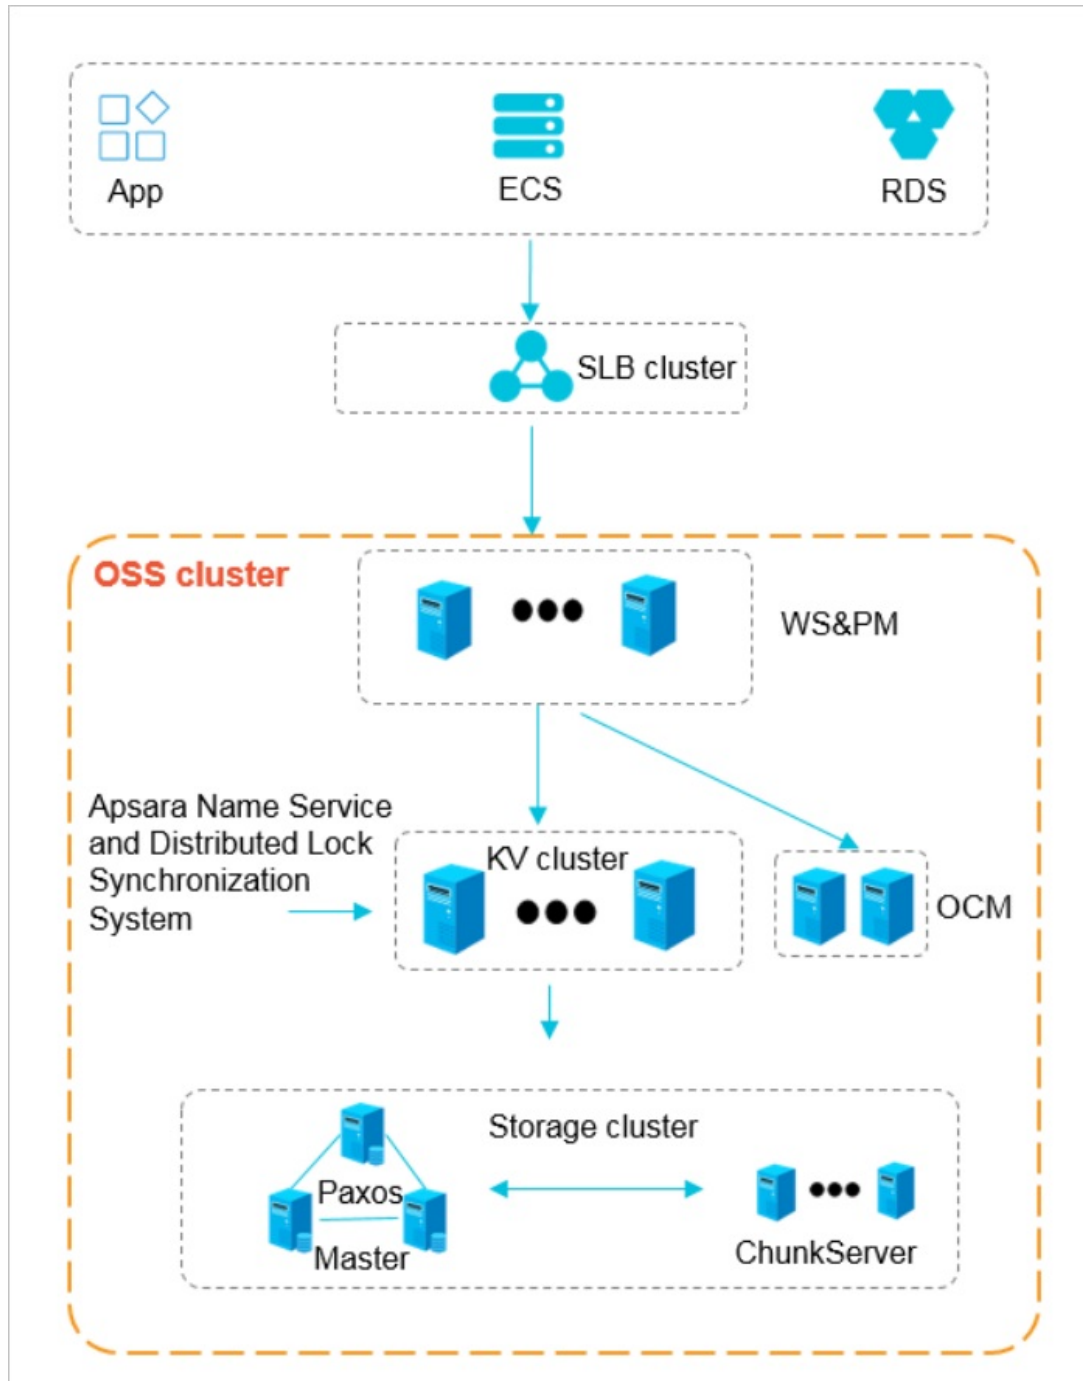 App
ECS
RDS
SLB cluster
OSS cluster
WS&PM
Apsara Name Service
and Distributed Lock
Synchronization
System
KV cluster
OCM
Storage cluster
Paxos
Master
ChunkServer